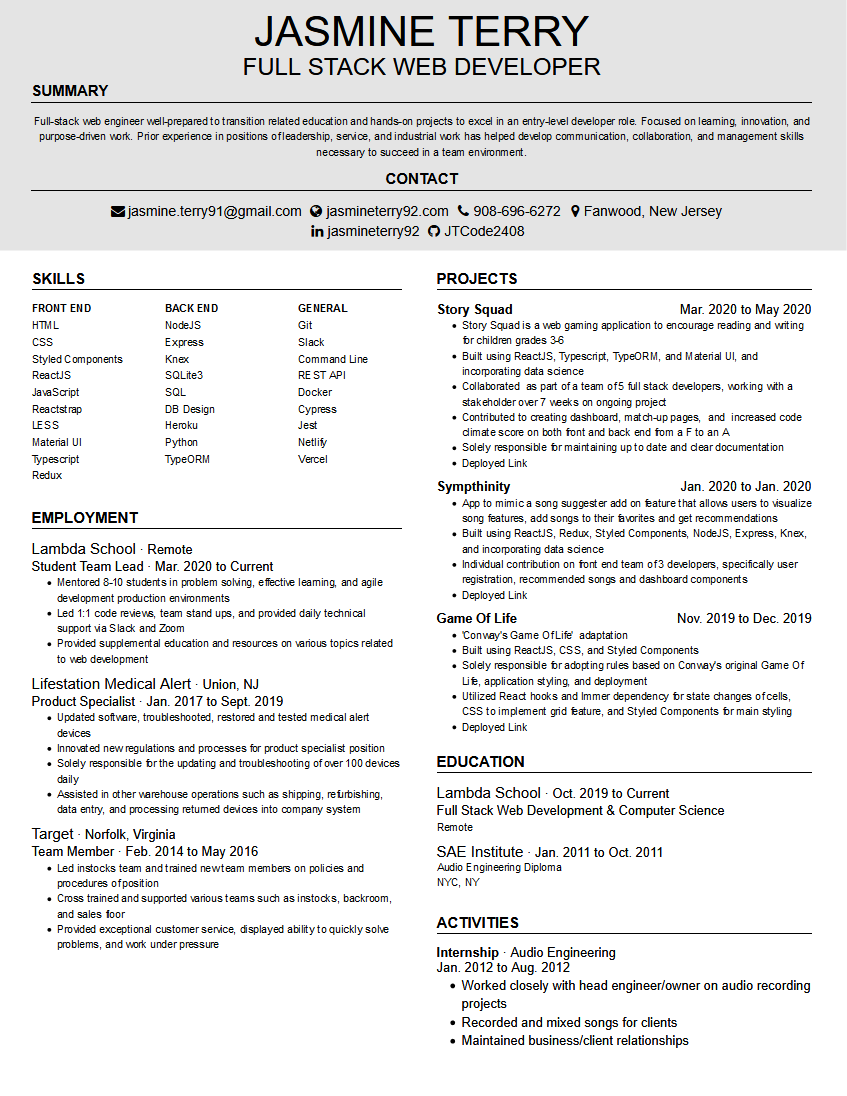 JASMINE TERRY
FULL STACK WEB DEVELOPER
SUMMARY
Full-stack web engineer well-prepared to transition related education and hands-on projects to excel in an entry-level developer role. Focused on learning, innovation, and
purpose-driven work. Prior experience in positions of leadership, service, and industrial work has helped develop communication, collaboration, and management skills
necessary to succeed in a team environment.
CONTACT
jasmine.terry91@gmail.com jasmineterry92.com 908-696-6272 Fanwood, New Jersey
jasmineterry92 JTCode2408
SKILLS
FRONT END BACK END GENERAL
HTML NodeJS Git
CSS Express Slack
Styled Components Knex Command Line
ReactJS SQLite3 REST API
JavaScript SQL Docker
Reactstrap DB Design Cypress
LESS Heroku Jest
Material UI Python Netlify
Typescript TypeORM Vercel
Redux
EMPLOYMENT
Lambda School · Remote
Student Team Lead · Mar. 2020 to Current
• Mentored 8-10 students in problem solving, effective learning, and agile
development production environments
• Led 1:1 code reviews, team stand ups, and provided daily technical
support via Slack and Zoom
• Provided supplemental education and resources on various topics related
to web development
Lifestation Medical Alert · Union, NJ
Product Specialist · Jan. 2017 to Sept. 2019
• Updated software, troubleshooted, restored and tested medical alert
devices
• Innovated new regulations and processes for product specialist position
• Solely responsible for the updating and troubleshooting of over 100 devices
daily
• Assisted in other warehouse operations such as shipping, refurbishing,
data entry, and processing returned devices into company system
Target · Norfolk, Virginia
Team Member · Feb. 2014 to May 2016
• Led instocks team and trained new team members on policies and
procedures of position
• Cross trained and supported various teams such as instocks, backroom,
and sales floor
• Provided exceptional customer service, displayed ability to quickly solve
problems, and work under pressure
PROJECTS
Story Squad Mar. 2020 to May 2020
• Story Squad is a web gaming application to encourage reading and writing
for children grades 3-6
• Built using ReactJS, Typescript, TypeORM, and Material UI, and
incorporating data science
• Collaborated as part of a team of 5 full stack developers, working with a
stakeholder over 7 weeks on ongoing project
• Contributed to creating dashboard, match-up pages, and increased code
climate score on both front and back end from a F to an A
• Solely responsible for maintaining up to date and clear documentation
• Deployed Link
Sympthinity Jan. 2020 to Jan. 2020
• App to mimic a song suggester add on feature that allows users to visualize
song features, add songs to their favorites and get recommendations
• Built using ReactJS, Redux, Styled Components, NodeJS, Express, Knex,
and incorporating data science
• Individual contribution on front end team of 3 developers, specifically user
registration, recommended songs and dashboard components
• Deployed Link
Game Of Life Nov. 2019 to Dec. 2019
• 'Conway's Game Of Life' adaptation
• Built using ReactJS, CSS, and Styled Components
• Solely responsible for adopting rules based on Conway's original Game Of
Life, application styling, and deployment
• Utilized React hooks and Immer dependency for state changes of cells,
CSS to implement grid feature, and Styled Components for main styling
• Deployed Link
EDUCATION
Lambda School · Oct. 2019 to Current
Full Stack Web Development & Computer Science
Remote
SAE Institute · Jan. 2011 to Oct. 2011
Audio Engineering Diploma
NYC, NY
ACTIVITIES
Internship · Audio Engineering
Jan. 2012 to Aug. 2012
• Worked closely with head engineer/owner on audio recording
projects
• Recorded and mixed songs for clients
• Maintained business/client relationships